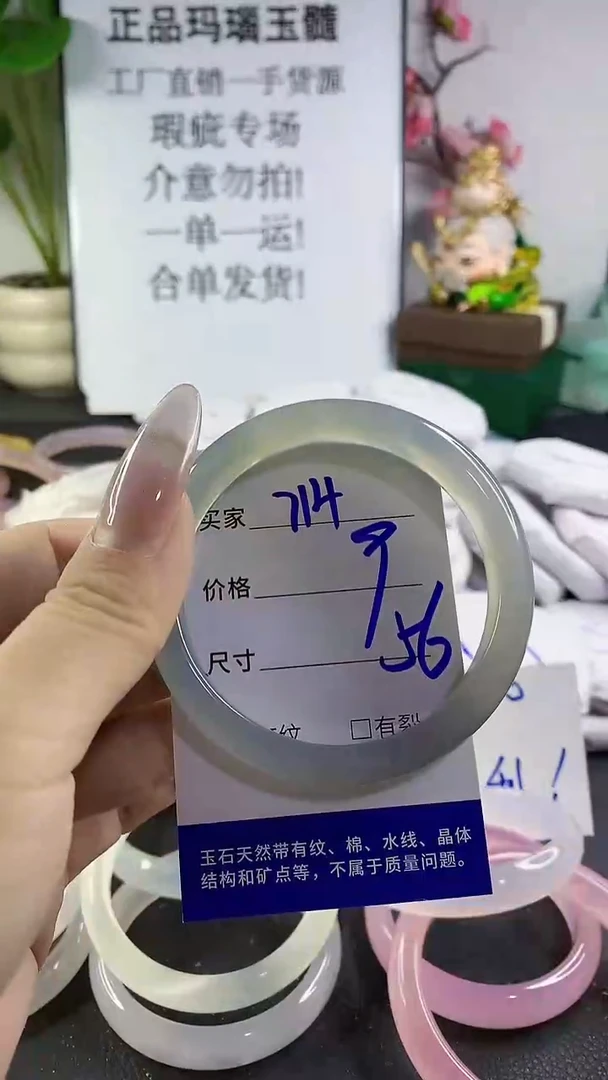 正品玛瑙玉髓
工厂直销一手货源
瑕疵专场
介意勿拍!
一单一运!
合单发货!
买家 714
价格
尺寸 56
纹 □有裂
玉石天然带有纹、棉、水线、晶体
结构和矿点等，不属于质量问题。